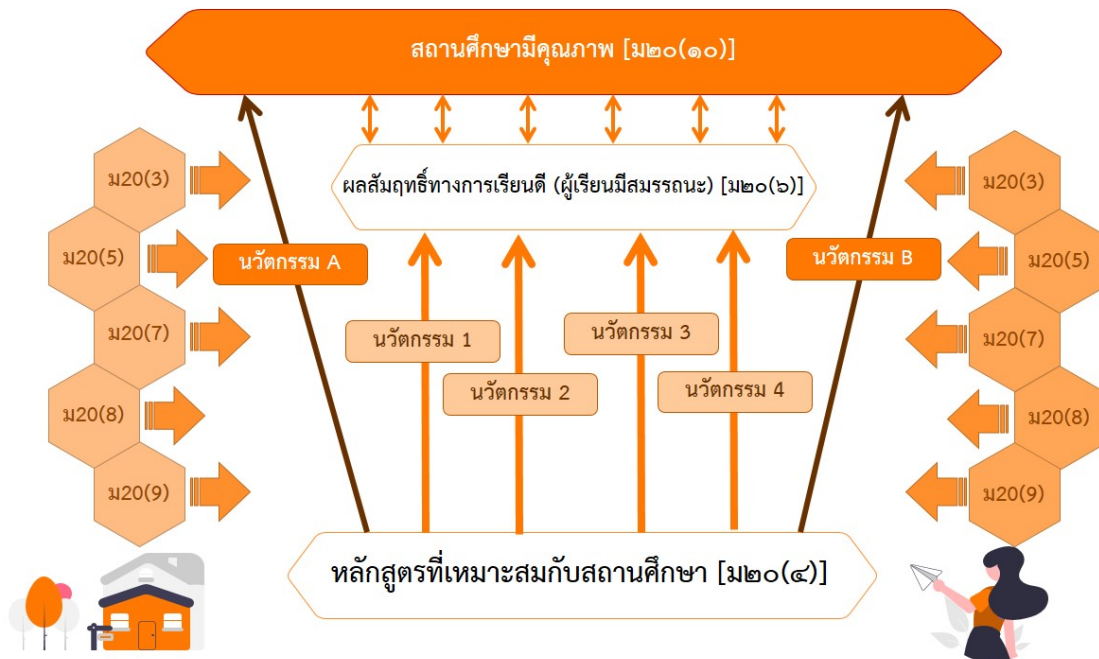 สถานศึกษามีคุณภาพ [ม๒๐(๑๐)]
ผลสัมฤทธิ์ทางการเรียนดี (ผู้เรียนมีสมรรถนะ) [ม๒๐(๖)]
ม20(3)
ม20(5)
ม20(7)
ม20(8)
ม20(9)
นวัตกรรม A
นวัตกรรม 1
นวัตกรรม 2
นวัตกรรม 3
นวัตกรรม 4
นวัตกรรม B
ม20(3)
ม20(5)
ม20(7)
ม20(8)
ม20(9)
หลักสูตรที่เหมาะสมกับสถานศึกษา [ม๒๐(๔)]